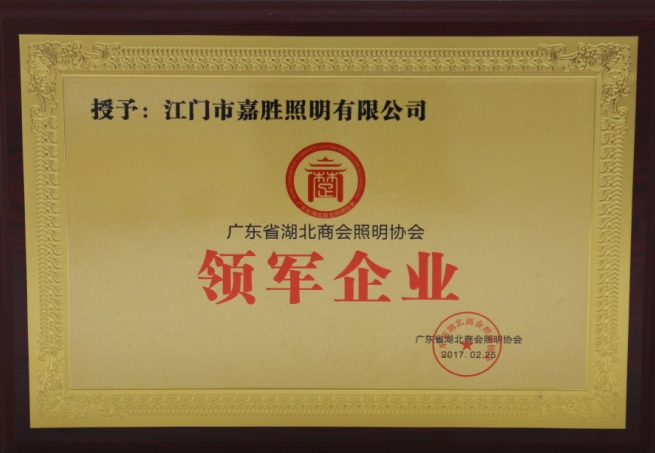 授予：江门市嘉胜照明有限公司
楚
广东省湖北商会照明协会
领军企业
广东省湖北商会照明协会
2017.02.25